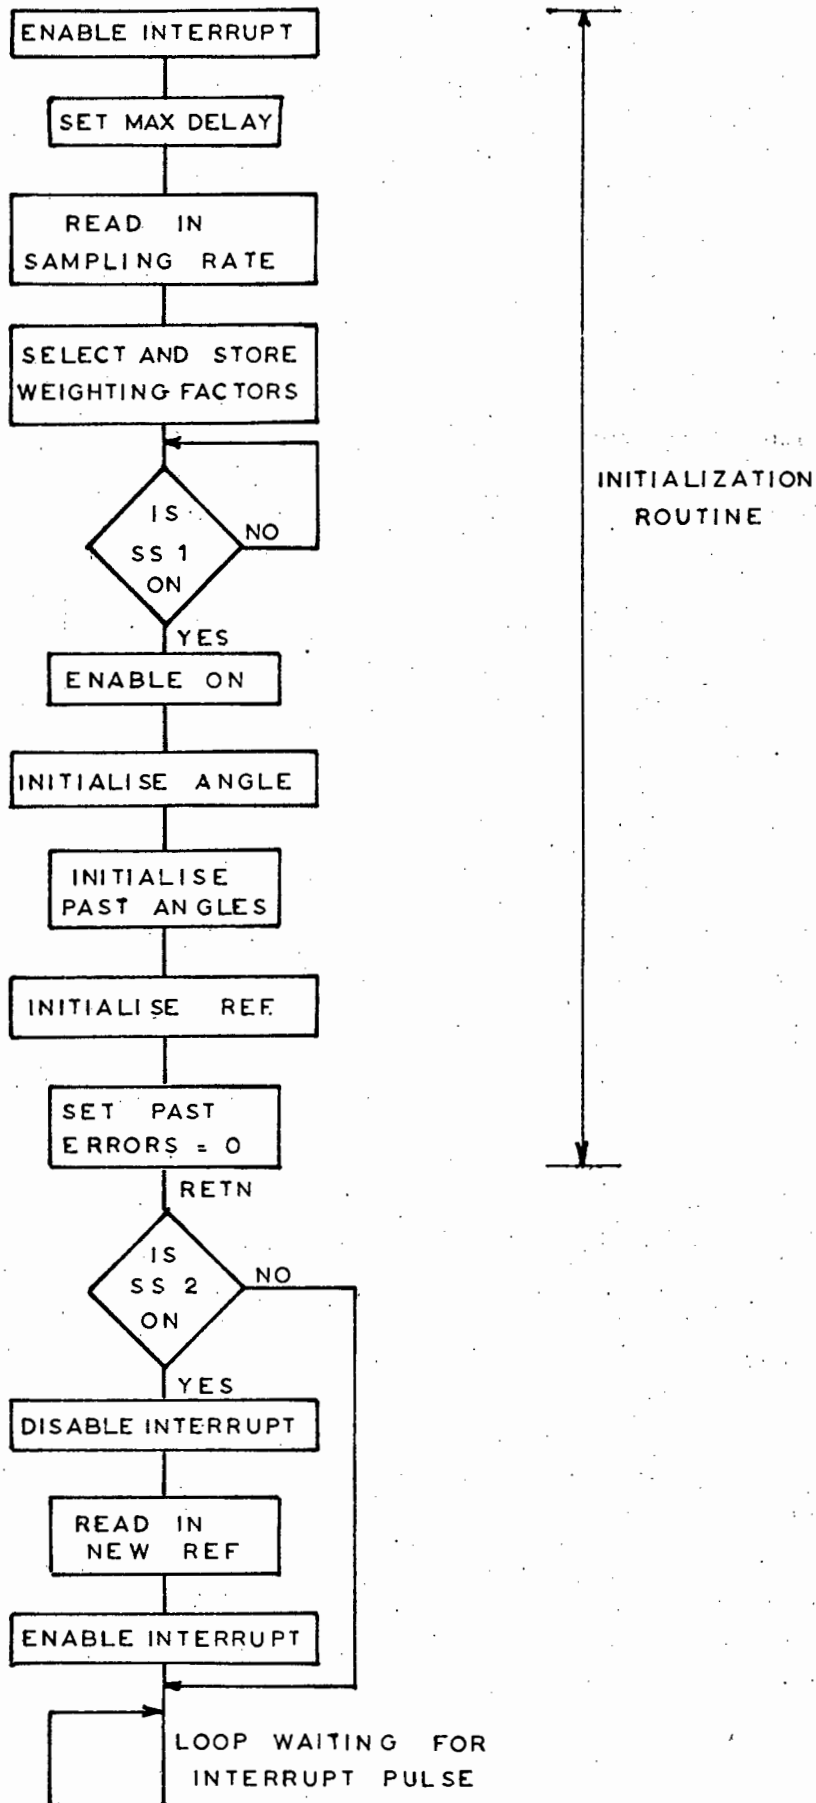 ENABLE INTERRUPT
SET MAX DELAY
READ IN
SAMPLING RATE
SELECT AND STORE
WEIGHTING FACTORS
IS
SS 1
ON
NO
YES
ENABLE ON
INITIALISE ANGLE
INITIALISE
PAST ANGLES
INITIALISE REF.
SET PAST
ERRORS = 0
RETN
IS
SS 2
ON
NO
YES
DISABLE INTERRUPT
READ IN
NEW REF
ENABLE INTERRUPT
LOOP WAITING FOR
INTERRUPT PULSE
INITIALIZATION
ROUTINE